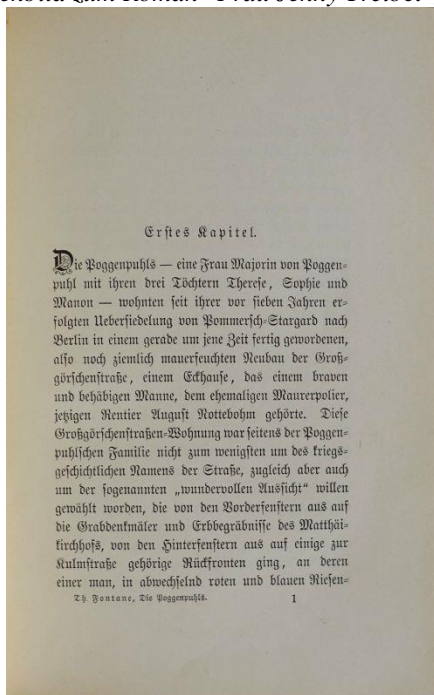 Zum Roman "Frau Jenny Treibel"
Erstes Kapitel.
Die Poggenpuhls — eine Frau Majorin von Poggen-
puhl mit ihren drei Töchtern Therese, Sophie und
Manon — wohnten seit ihrer vor sieben Jahren er-
folgten Uebersiedelung von Pommersch-Stargard nach
Berlin in einem gerade um jene Zeit fertig gewordenen,
also noch ziemlich mauerfeuchten Neubau der Groß-
görschenstraße, einem Eckhause, das einem braven
und behäbigen Manne, dem ehemaligen Maurerpolier,
jetzigen Rentier August Nottebohm gehörte. Diese
Großgörschenstraßen-Wohnung war seitens der Poggen-
puhlschen Familie nicht zum wenigsten um des kriegs-
geschichtlichen Namens der Straße, zugleich aber auch
um der sogenannten „wundervollen Aussicht“ willen
gewählt worden, die von den Vorderfenstern aus auf
die Grabdenkmäler und Erbbegräbnisse des Matthäi-
kirchhofs, von den Hinterfenstern aus auf einige zur
Kulmstraße gehörige Rückfronten ging, an deren
einer man, in abwechselnd roten und blauen Riesen-
Th. Fontane, Die Poggenpuhls. 1